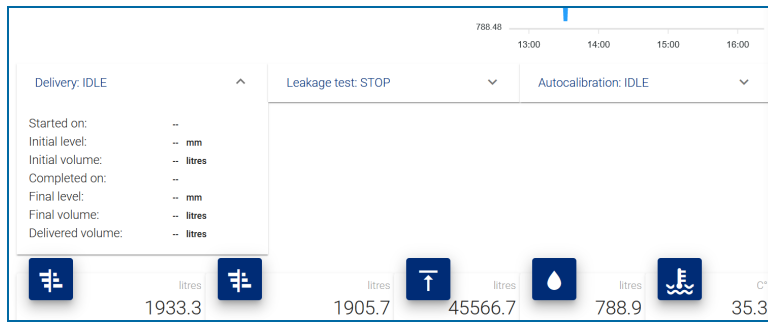 788.48
13:00 14:00 15:00 16:00
Delivery: IDLE Leakage test: STOP Autocalibration: IDLE
Started on: --
Initial level: -- mm
Initial volume: -- litres
Completed on: --
Final level: -- mm
Final volume: -- litres
Delivered volume: -- litres
litres litres litres litres C°
1933.3 1905.7 45566.7 788.9 35.3